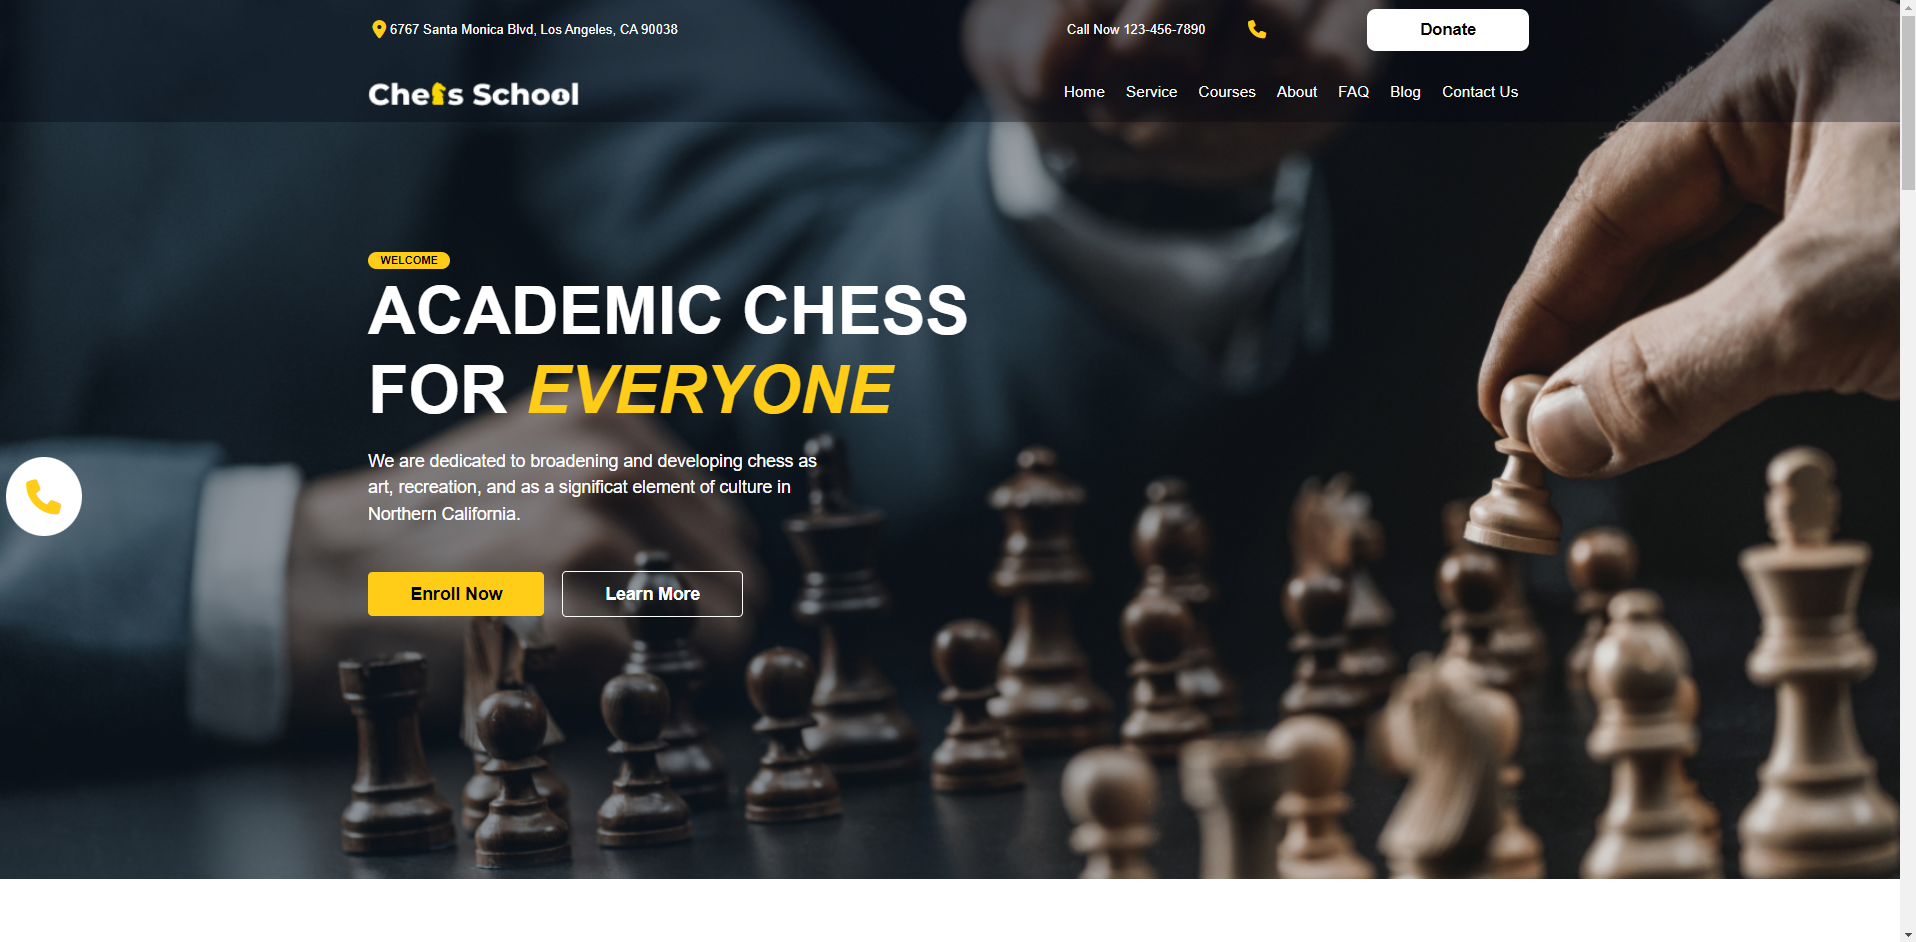 6767 Santa Monica Blvd, Los Angeles, CA 90038
Call Now 123-456-7890
Donate
Chess School
Home Service Courses About FAQ Blog Contact Us
WELCOME
ACADEMIC CHESS
FOR EVERYONE
We are dedicated to broadening and developing chess as
art, recreation, and as a significat element of culture in
Northern California.
Enroll Now
Learn More